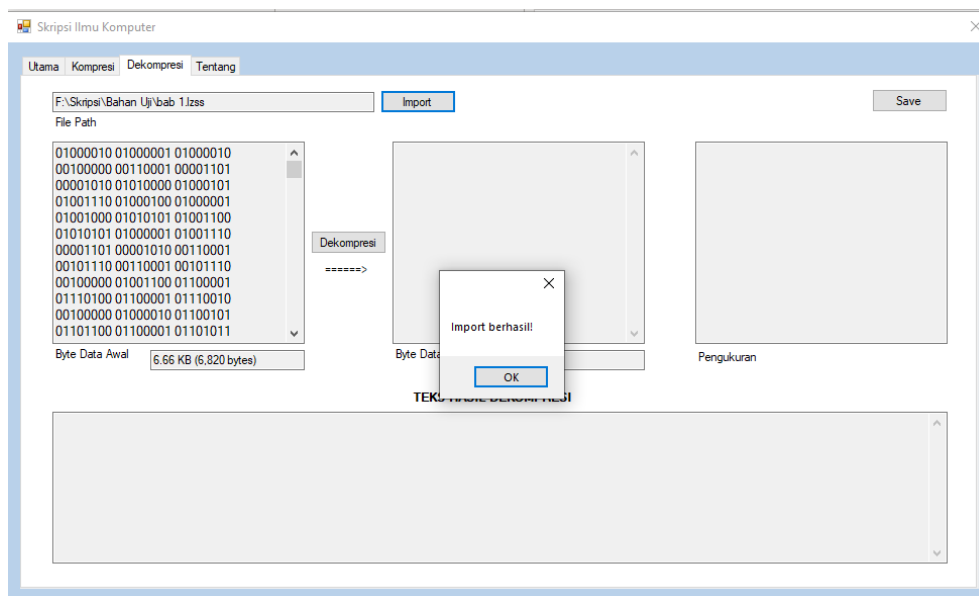 Skripsi Ilmu Komputer
Utama Kompresi Dekompresi Tentang
F:\Skripsi\Bahan Uji\bab 1.lzss
Import
Save
File Path
01000010 01000001 01000010
00100000 00110001 00001101
00001010 01010000 01000101
01001110 01000100 01000001
01001000 01010101 01001100
01010101 01000001 01001110
00001101 00001010 00110001
00101110 00110001 00101110
00100000 01001100 01100001
01110100 01100001 01110010
00100000 01000010 01100101
01101100 01100001 01101011
Dekompresi
======>
Import berhasil!
OK
Byte Data Awal
6.66 KB (6,820 bytes)
Byte Data
Pengukuran
TEKS HASIL DEKOMPRESI